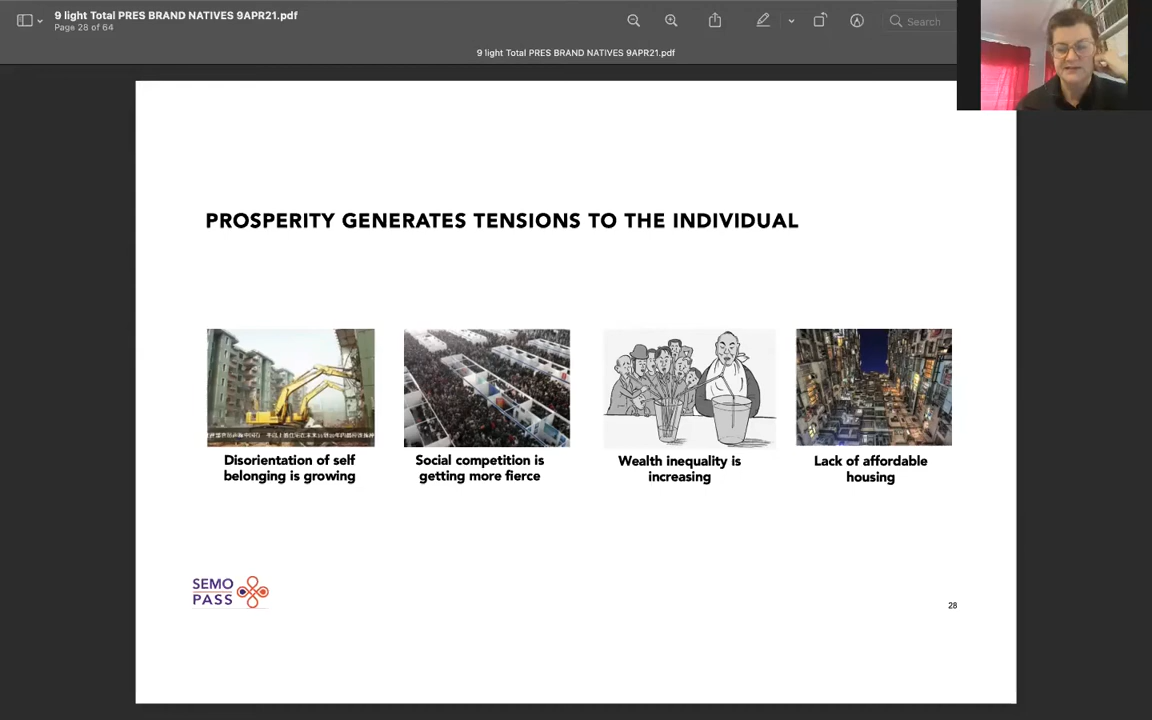 9 light Total PRES BRAND NATIVES 9APR21.pdf
Page 28 of 64
Search
9 light Total PRES BRAND NATIVES 9APR21.pdf
PROSPERITY GENERATES TENSIONS TO THE INDIVIDUAL
Disorientation of self
belonging is growing
Social competition is
getting more fierce
Wealth inequality is
increasing
Lack of affordable
housing
SEMO
PASS
28